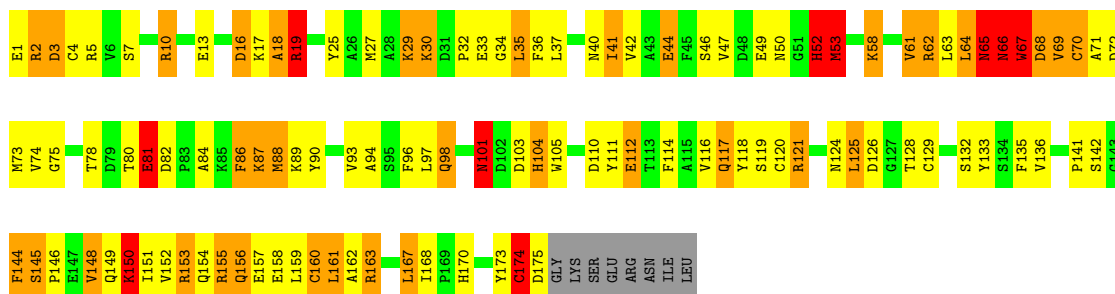 E1 R2 D3 C4 R5 V6 S7 R10 E13 D16 K17 A18 R19 Y25 A26 M27 A28 K29 K30 D31 P32 E33 G34 L35 F36 L37 N40 I41 V42 A43 E44 F45 S46 V47 D48 E49 N50 G51 H52 M53 K58 V61 R62 L63 L64 N65 N66 W67 D68 V69 C70 A71
M73 V74 G75 T78 D79 T80 E81 D82 P83 A84 K85 F86 K87 M88 K89 Y90 V93 A94 S95 F96 L97 Q98 N101 D102 D103 H104 W105 D110 Y111 E112 T113 F114 A115 V116 Q117 Y118 S119 C120 R121 N124 L125 D126 G127 T128 C129 S132 Y133 S134 F135 V136 P141 S142
F144 S145 P146 E147 V148 Q149 K150 I151 V152 R153 Q154 R155 Q156 E157 E158 L159 C160 L161 A162 R163 L167 I168 P169 H170 Y173 C174 D175 GLY LYS SER GLU ARG ASN ILE LEU